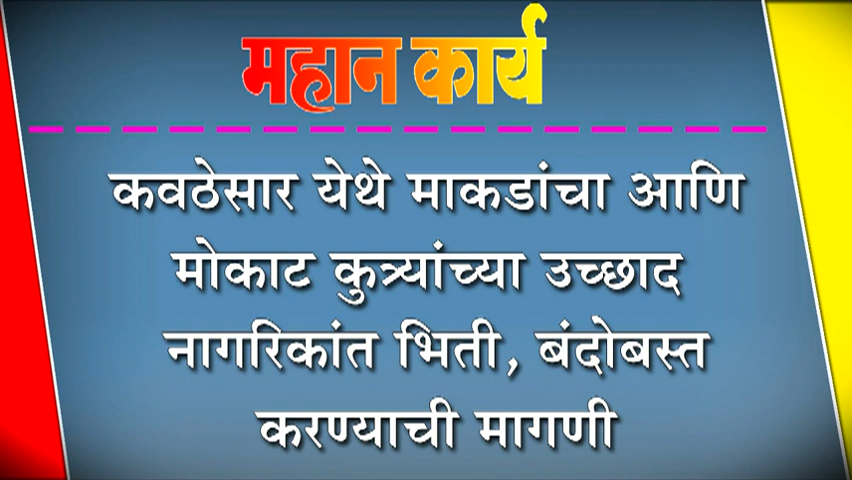 महान कार्य
कवठेसार येथे माकडांचा आणि
मोकाट कुत्र्यांच्या उच्छाद
नागरिकांत भिती, बंदोबस्त
करण्याची मागणी